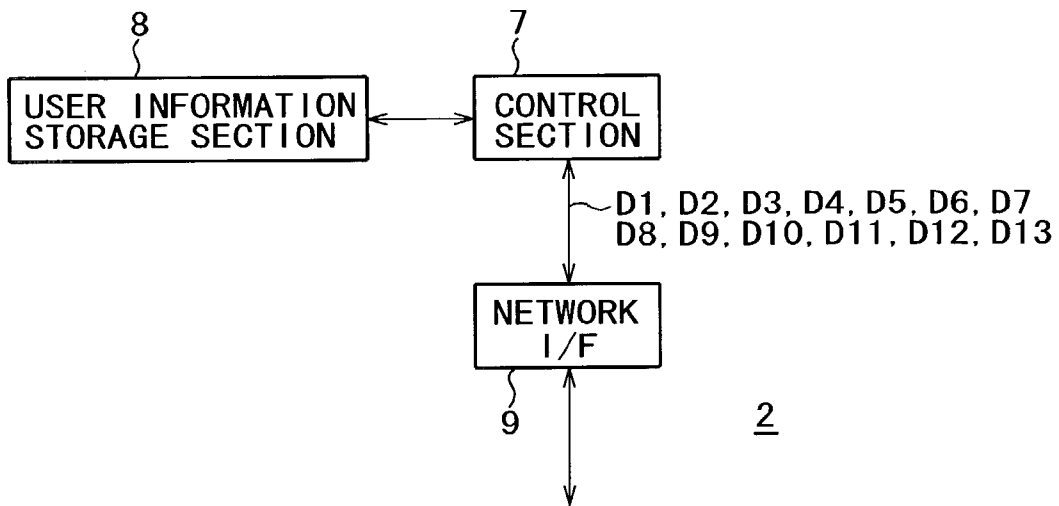 8
7
USER INFORMATION
STORAGE SECTION
CONTROL
SECTION
D1, D2, D3, D4, D5, D6, D7
D8, D9, D10, D11, D12, D13
NETWORK
I/F
9
2